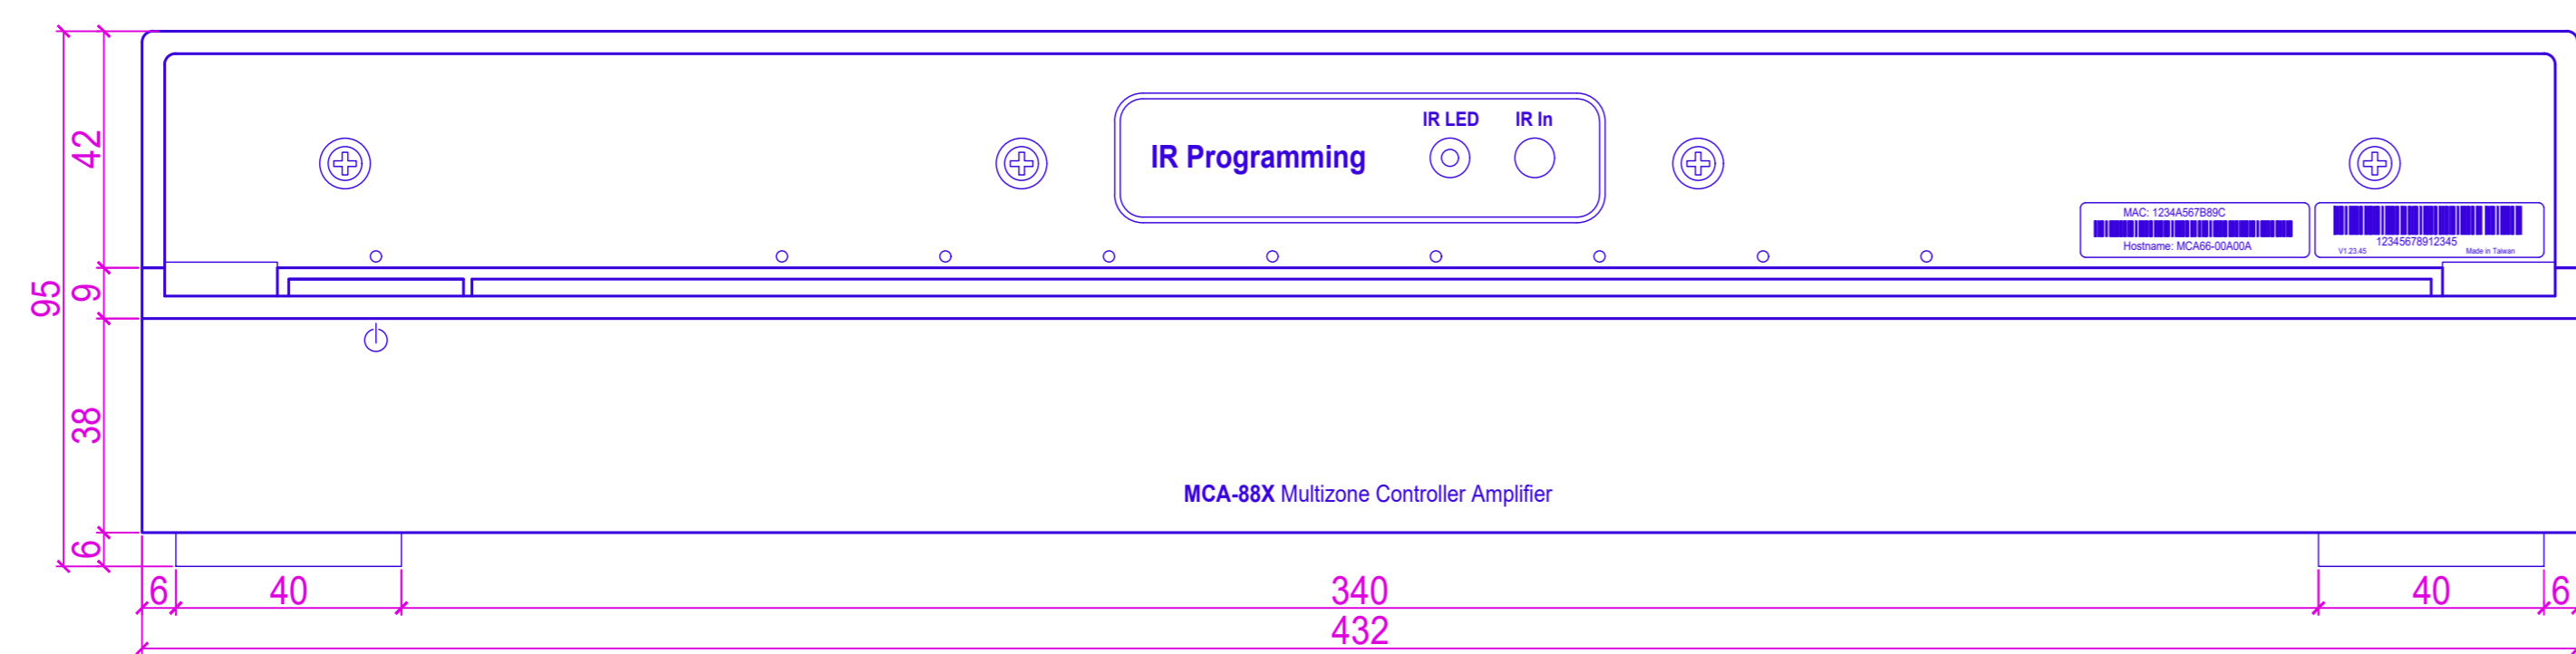 42
9
95
38
6
IR LED IR In
IR Programming
MAC: 1234A567B89C
Hostname: MCA66-00A00A
12345678912345
V1.23.45 Made in Taiwan
MCA-88X Multizone Controller Amplifier
6 40 340 40 6
432